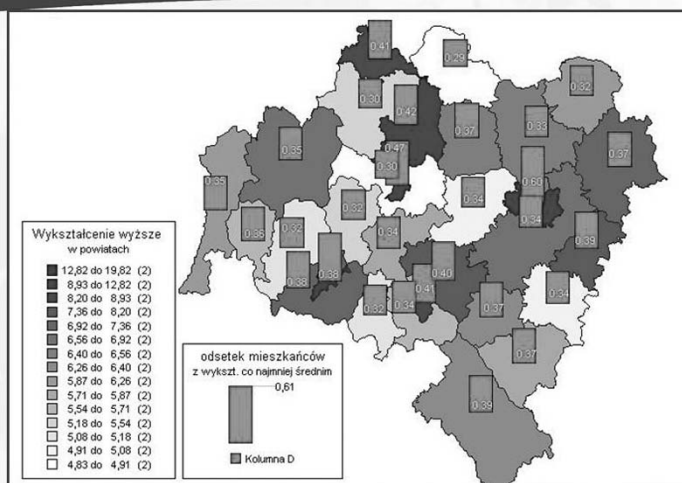 0,41
0,29
0,32
0,30
0,42
0,37
0,33
0,35
0,47
0,30
0,37
0,60
0,35
0,34
0,34
0,32
0,36
0,32
0,34
0,39
0,38
0,38
0,40
0,41
0,34
0,32
0,34
0,37
0,37
0,39
Wykształcenie wyższe
w powiatach
12,82 do 19,82 (2)
8,93 do 12,82 (2)
8,20 do 8,93 (2)
7,36 do 8,20 (2)
6,92 do 7,36 (2)
6,56 do 6,92 (2)
6,40 do 6,56 (2)
6,26 do 6,40 (2)
5,87 do 6,26 (2)
5,71 do 5,87 (2)
5,54 do 5,71 (2)
5,18 do 5,54 (2)
5,08 do 5,18 (2)
4,91 do 5,08 (2)
4,83 do 4,91 (2)
odsetek mieszkańców
z wykszt. co najmniej średnim
0,61
Kolumna D